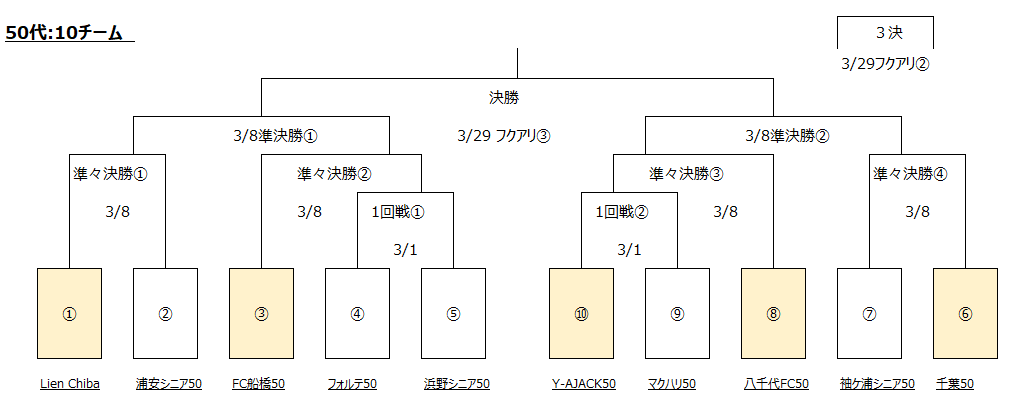 50代:10チーム
３決
3/29フクアリ②
決勝
3/8準決勝①
3/29 フクアリ③
3/8準決勝②
準々決勝①
準々決勝②
準々決勝③
準々決勝④
3/8
3/8
1回戦①
1回戦②
3/8
3/8
3/1
3/1
①
②
③
④
⑤
⑩
⑨
⑧
⑦
⑥
Lien Chiba
浦安シニア50
FC船橋50
フォルテ50
浜野シニア50
Y-AJACK50
マクハリ50
八千代FC50
袖ケ浦シニア50
千葉50